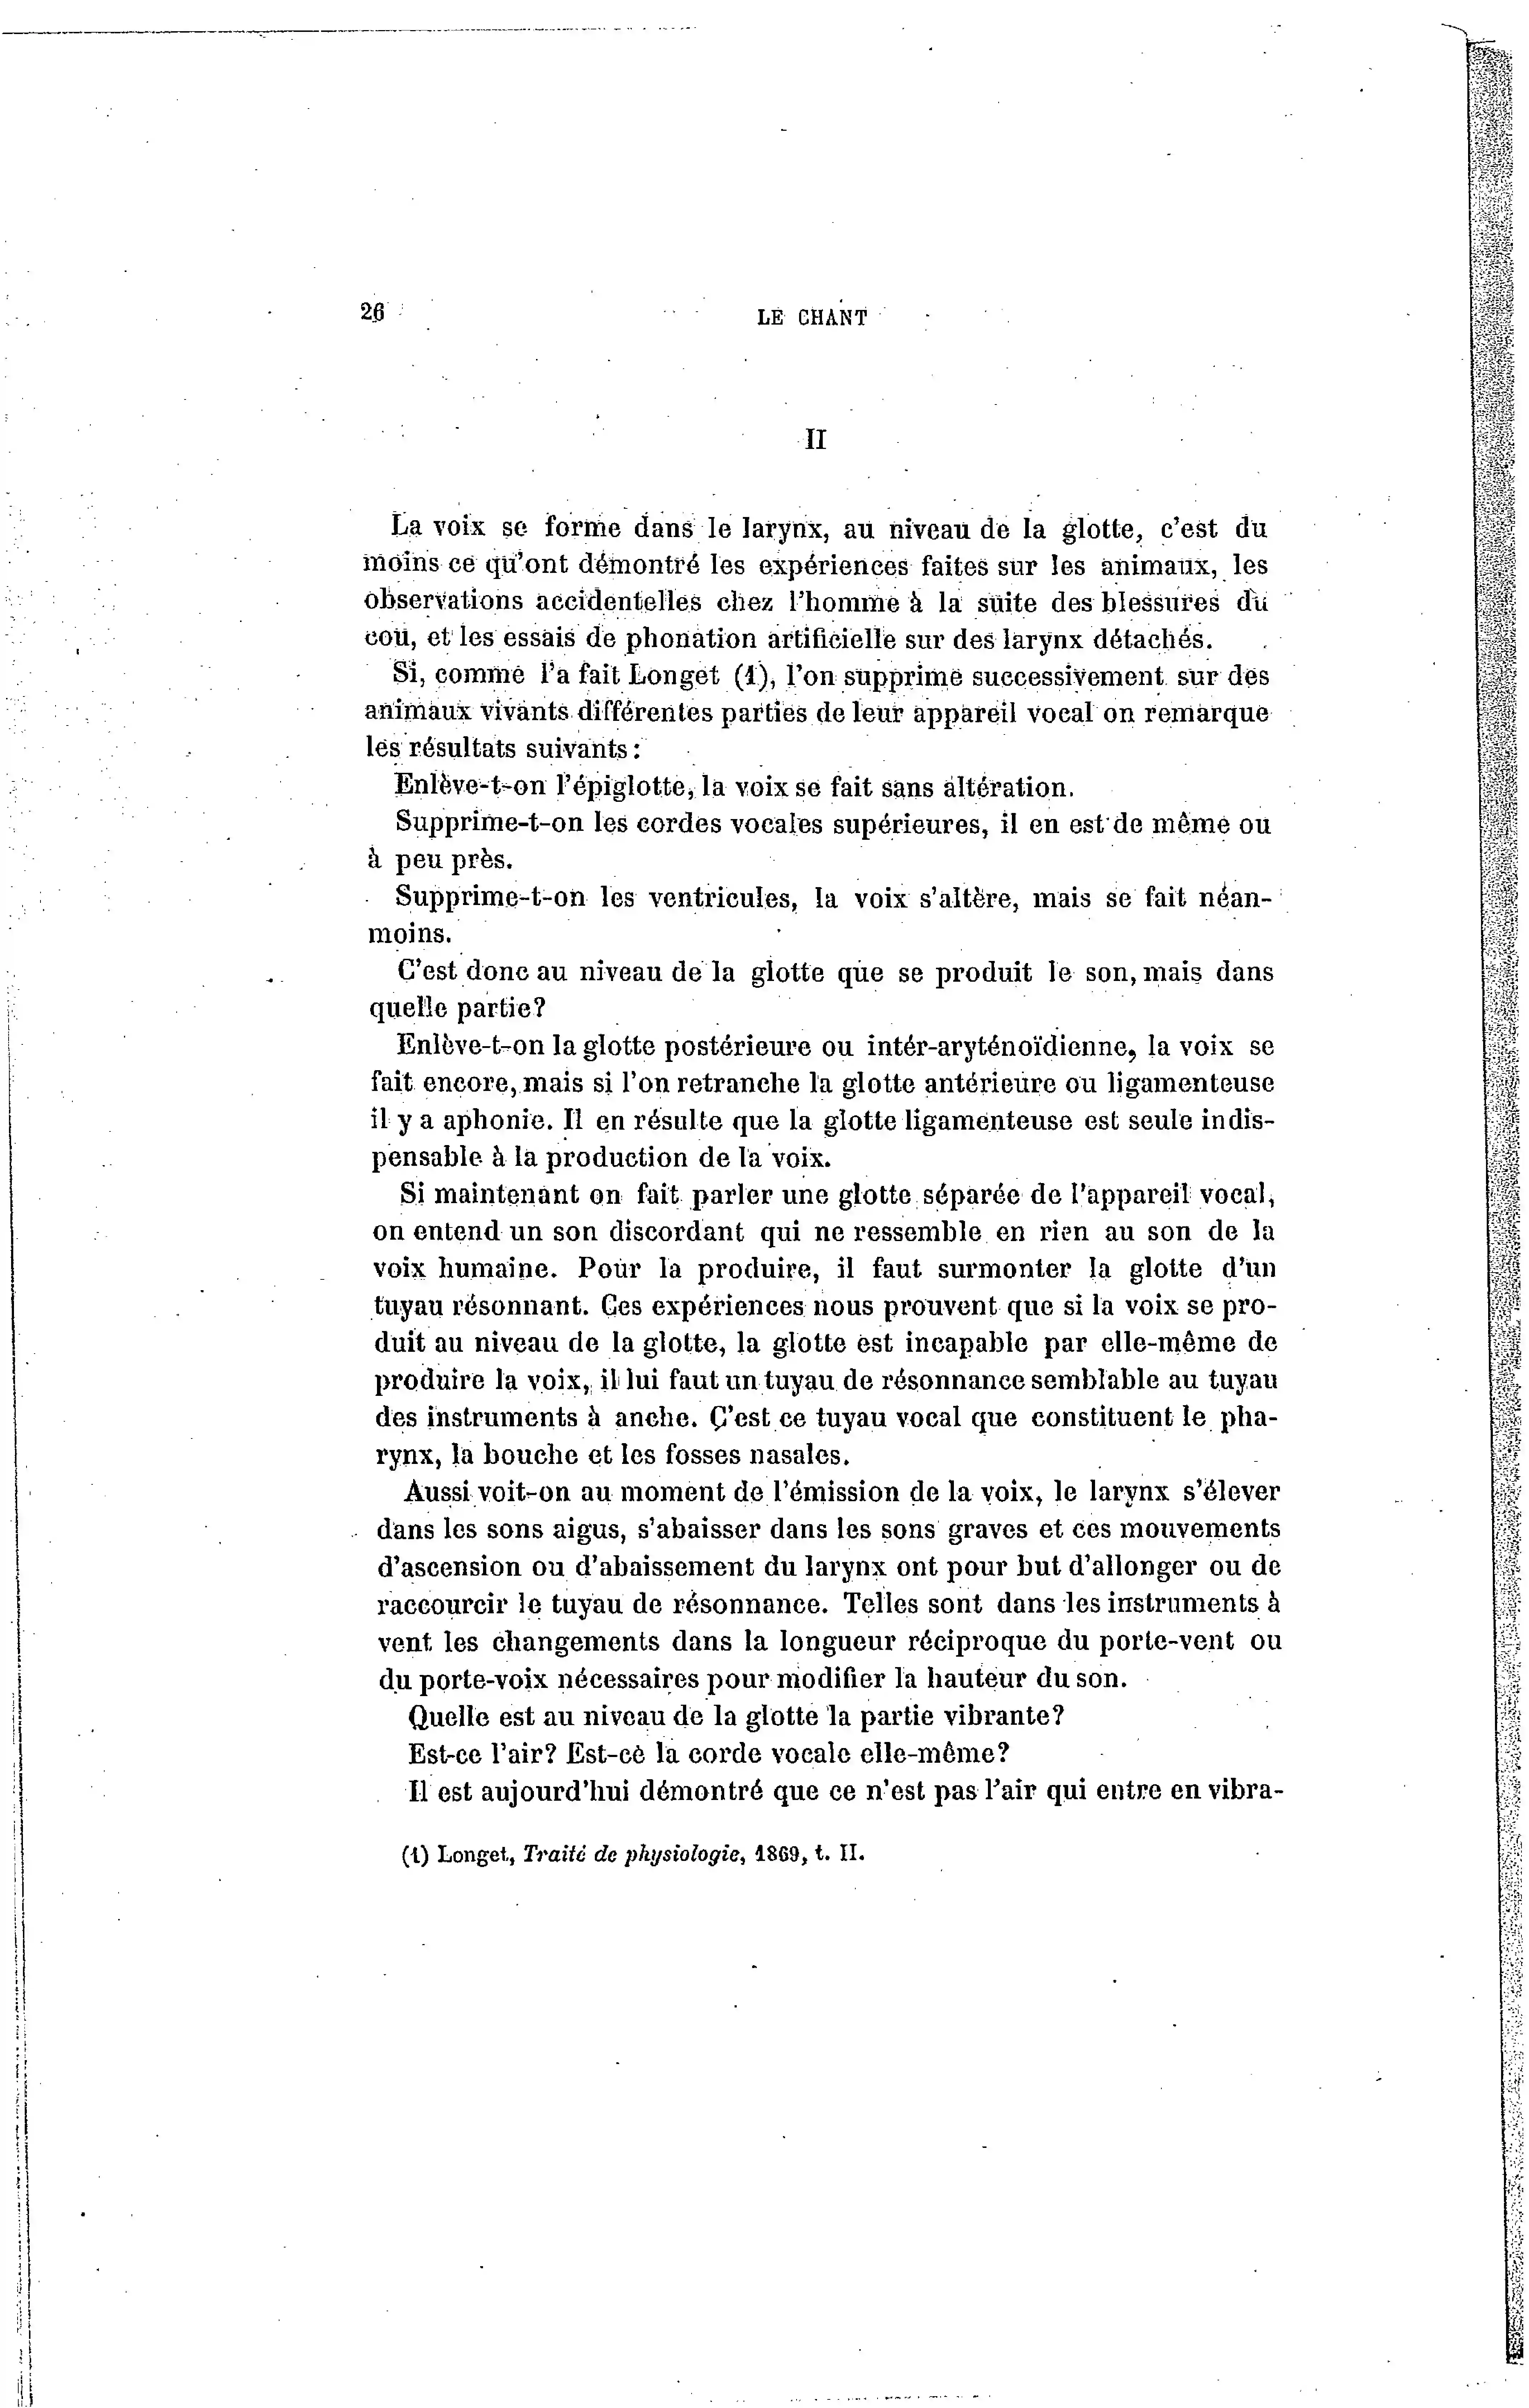 26
LE CHANT
II
La voix se forme dans le larynx, au niveau de la glotte, c'est du
moins ce qu'ont démontré les expériences faites sur les animaux, les
observations accidentelles chez l'homme à la suite des blessures du
cou, et les essais de phonation artificielle sur des larynx détachés.
Si, comme l'a fait Longet (1), l'on supprime successivement sur des
animaux vivants différentes parties de leur appareil vocal on remarque
les résultats suivants :
Enlève-t-on l'épiglotte, la voix se fait sans altération.
Supprime-t-on les cordes vocales supérieures, il en est de même ou
à peu près.
Supprime-t-on les ventricules, la voix s'altère, mais se fait néan-
moins.
C'est donc au niveau de la glotte que se produit le son, mais dans
quelle partie?
Enlève-t-on la glotte postérieure ou intér-aryténoïdienne, la voix se
fait encore, mais si l'on retranche la glotte antérieure ou ligamenteuse
il y a aphonie. Il en résulte que la glotte ligamenteuse est seule indis-
pensable à la production de la voix.
Si maintenant on fait parler une glotte séparée de l'appareil vocal,
on entend un son discordant qui ne ressemble en rien au son de la
voix humaine. Pour la produire, il faut surmonter la glotte d'un
tuyau résonnant. Ces expériences nous prouvent que si la voix se pro-
duit au niveau de la glotte, la glotte est incapable par elle-même de
produire la voix, il lui faut un tuyau de résonnance semblable au tuyau
des instruments à anche. C'est ce tuyau vocal que constituent le pha-
rynx, la bouche et les fosses nasales.
Aussi voit-on au moment de l'émission de la voix, le larynx s'élever
dans les sons aigus, s'abaisser dans les sons graves et ces mouvements
d'ascension ou d'abaissement du larynx ont pour but d'allonger ou de
raccourcir le tuyau de résonnance. Telles sont dans les instruments à
vent les changements dans la longueur réciproque du porte-vent ou
du porte-voix nécessaires pour modifier la hauteur du son.
Quelle est au niveau de la glotte la partie vibrante?
Est-ce l'air? Est-ce la corde vocale elle-même?
Il est aujourd'hui démontré que ce n'est pas l'air qui entre en vibra-
(1) Longet, Traité de physiologie, 1869, t. II.